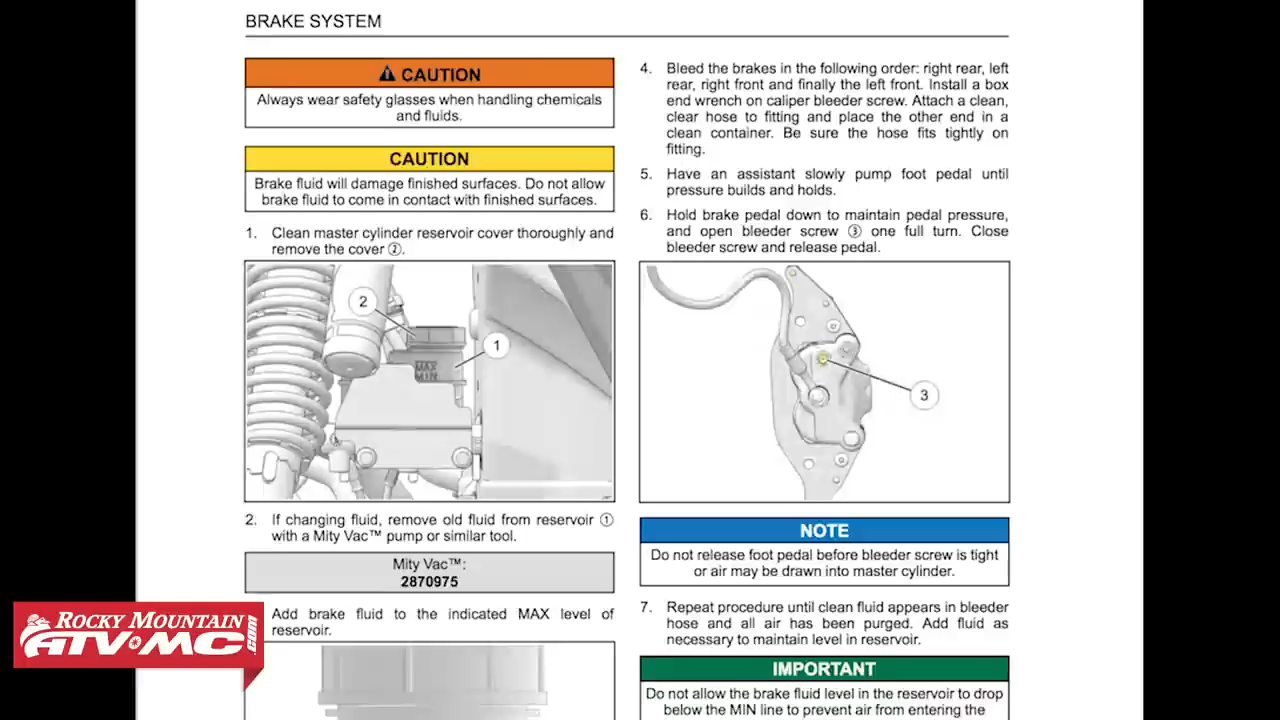 BRAKE SYSTEM
CAUTION
Always wear safety glasses when handling chemicals
and fluids.
CAUTION
Brake fluid will damage finished surfaces. Do not allow
brake fluid to come in contact with finished surfaces.
1. Clean master cylinder reservoir cover thoroughly and
remove the cover ②.
2
1
MAX
MIN
2. If changing fluid, remove old fluid from reservoir ①
with a Mity Vac™ pump or similar tool.
Mity Vac™:
2870975
Add brake fluid to the indicated MAX level of
reservoir.
4. Bleed the brakes in the following order: right rear, left
rear, right front and finally the left front. Install a box
end wrench on caliper bleeder screw. Attach a clean,
clear hose to fitting and place the other end in a
clean container. Be sure the hose fits tightly on
fitting.
5. Have an assistant slowly pump foot pedal until
pressure builds and holds.
6. Hold brake pedal down to maintain pedal pressure,
and open bleeder screw ③ one full turn. Close
bleeder screw and release pedal.
3
NOTE
Do not release foot pedal before bleeder screw is tight
or air may be drawn into master cylinder.
7. Repeat procedure until clean fluid appears in bleeder
hose and all air has been purged. Add fluid as
necessary to maintain level in reservoir.
IMPORTANT
Do not allow the brake fluid level in the reservoir to drop
below the MIN line to prevent air from entering the
ROCKY MOUNTAIN
ATV•MC.com